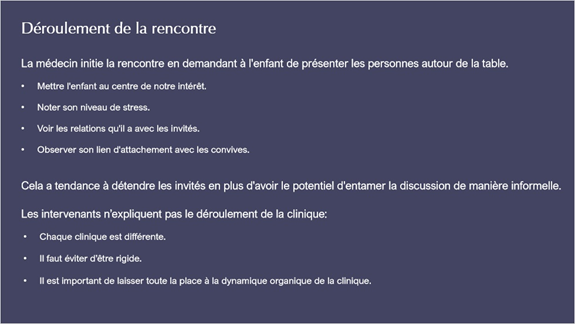 Déroulement de la rencontre
La médecin initie la rencontre en demandant à l'enfant de présenter les personnes autour de la table.
• Mettre l'enfant au centre de notre intérêt.
• Noter son niveau de stress.
• Voir les relations qu'il a avec les invités.
• Observer son lien d'attachement avec les convives.
Cela a tendance à détendre les invités en plus d'avoir le potentiel d'entamer la discussion de manière informelle.
Les intervenants n'expliquent pas le déroulement de la clinique:
• Chaque clinique est différente.
• Il faut éviter d'être rigide.
• Il est important de laisser toute la place à la dynamique organique de la clinique.